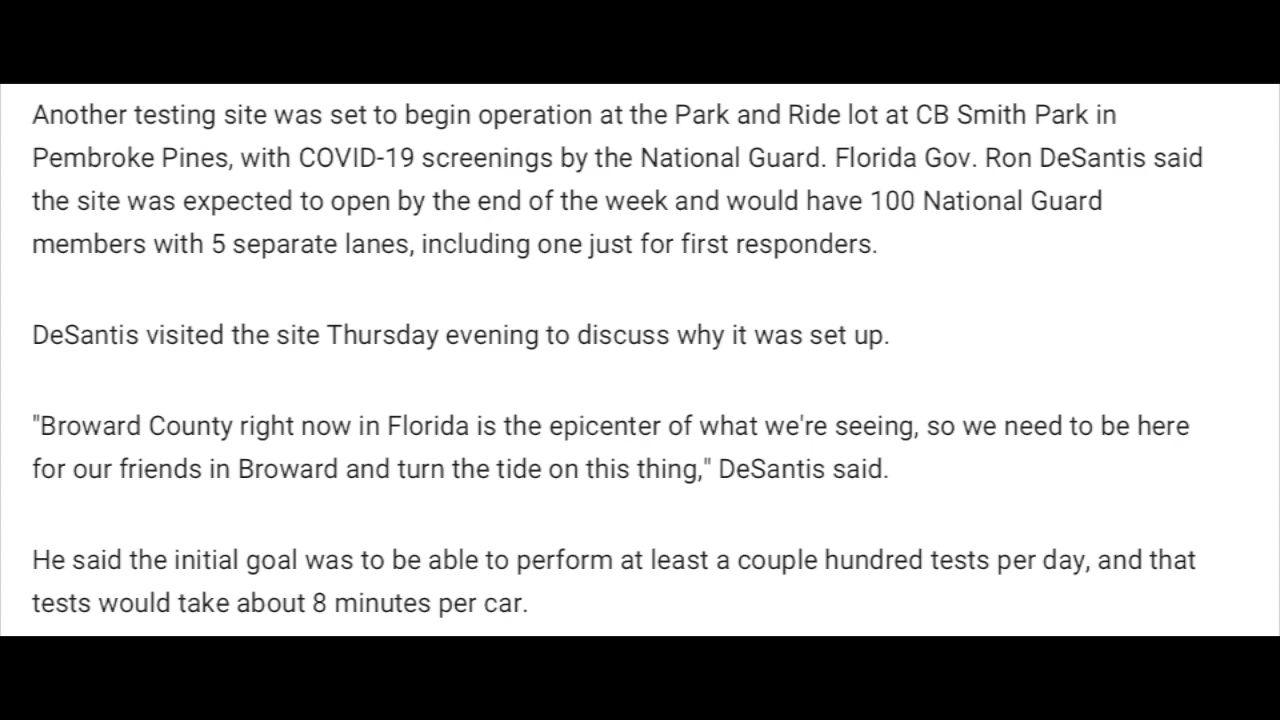 Another testing site was set to begin operation at the Park and Ride lot at CB Smith Park in
Pembroke Pines, with COVID-19 screenings by the National Guard. Florida Gov. Ron DeSantis said
the site was expected to open by the end of the week and would have 100 National Guard
members with 5 separate lanes, including one just for first responders.
DeSantis visited the site Thursday evening to discuss why it was set up.
"Broward County right now in Florida is the epicenter of what we're seeing, so we need to be here
for our friends in Broward and turn the tide on this thing," DeSantis said.
He said the initial goal was to be able to perform at least a couple hundred tests per day, and that
tests would take about 8 minutes per car.